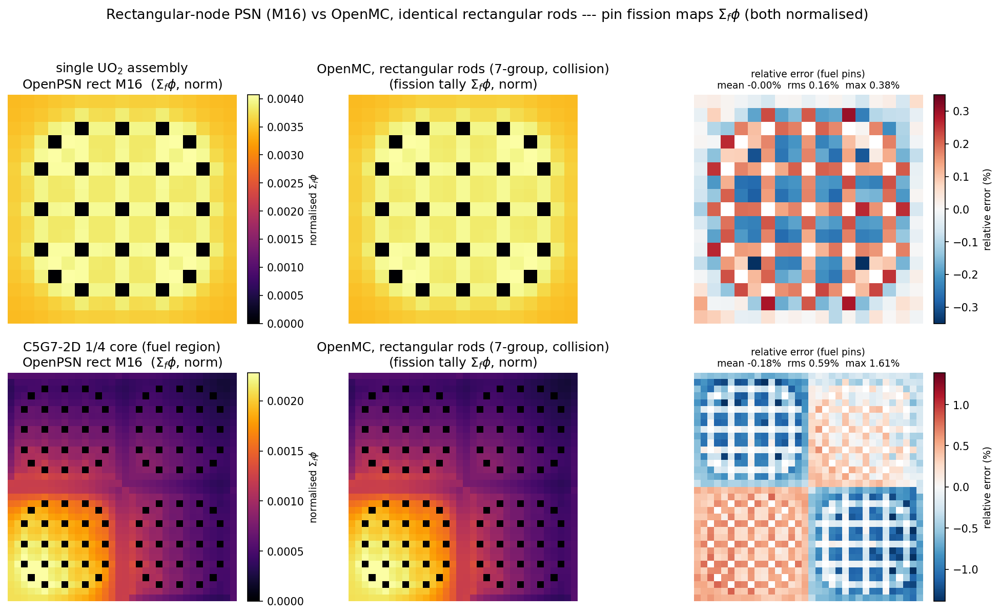 Rectangular-node PSN (M16) vs OpenMC, identical rectangular rods --- pin fission maps Σ_fϕ (both normalised)
single UO₂ assembly
OpenPSN rect M16 (Σ_fϕ, norm)
OpenMC, rectangular rods (7-group, collision)
(fission tally Σ_fϕ, norm)
relative error (fuel pins)
mean -0.00% rms 0.16% max 0.38%
0.0040
0.0035
0.0030
0.0025
0.0020
0.0015
0.0010
0.0005
0.0000
normalised Σ_fϕ
0.3
0.2
0.1
0.0
−0.1
−0.2
−0.3
relative error (%)
C5G7-2D 1/4 core (fuel region)
OpenPSN rect M16 (Σ_fϕ, norm)
OpenMC, rectangular rods (7-group, collision)
(fission tally Σ_fϕ, norm)
relative error (fuel pins)
mean -0.18% rms 0.59% max 1.61%
0.0020
0.0015
0.0010
0.0005
0.0000
normalised Σ_fϕ
1.0
0.5
0.0
−0.5
−1.0
relative error (%)